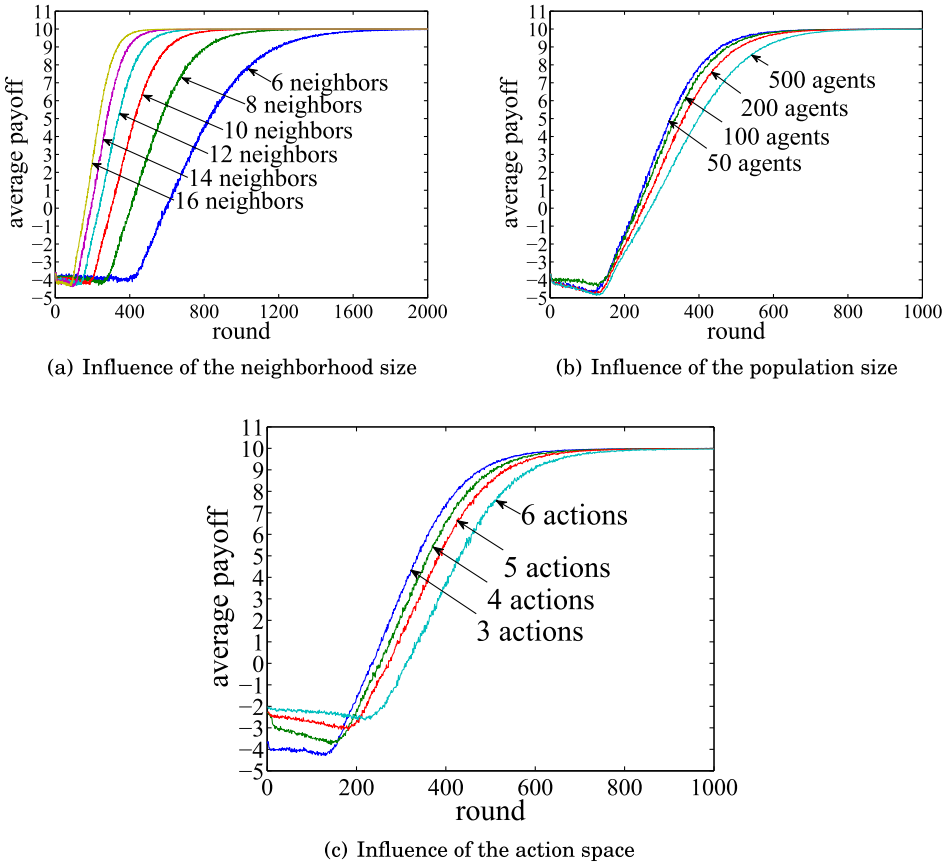 11
10
9
8
7
6
5
4
3
2
1
0
−1
−2
−3
−4
−5
average payoff
6 neighbors
8 neighbors
10 neighbors
12 neighbors
14 neighbors
16 neighbors
0 400 800 1200 1600 2000
round
(a) Influence of the neighborhood size
11
10
9
8
7
6
5
4
3
2
1
0
−1
−2
−3
−4
−5
average payoff
500 agents
200 agents
100 agents
50 agents
0 200 400 600 800 1000
round
(b) Influence of the population size
11
10
9
8
7
6
5
4
3
2
1
0
−1
−2
−3
−4
−5
average payoff
6 actions
5 actions
4 actions
3 actions
0 200 400 600 800 1000
round
(c) Influence of the action space